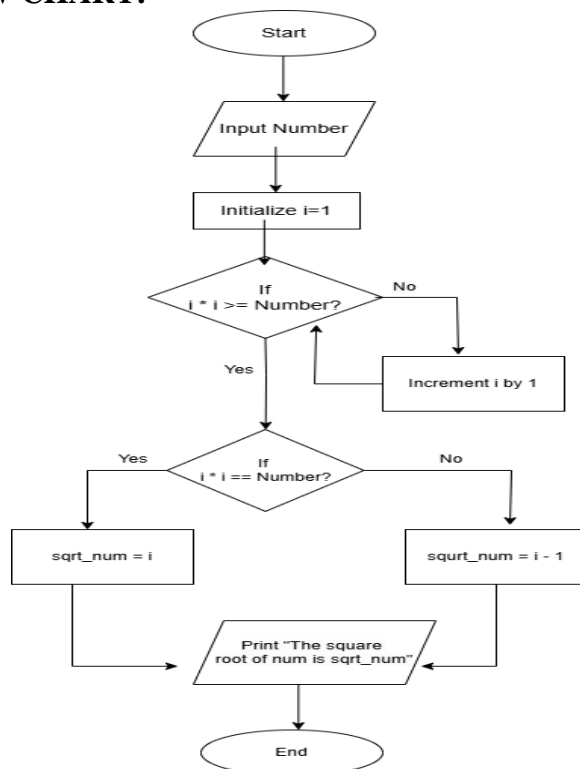 CHART:
Start
Input Number
Initialize i=1
If
i * i >= Number?
No
Yes
Increment i by 1
If
i * i == Number?
Yes
No
sqrt_num = i
squrt_num = i - 1
Print "The square
root of num is sqrt_num"
End